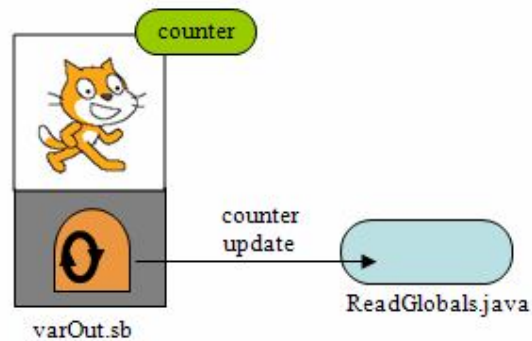 counter
counter
update
ReadGlobals.java
varOut.sb